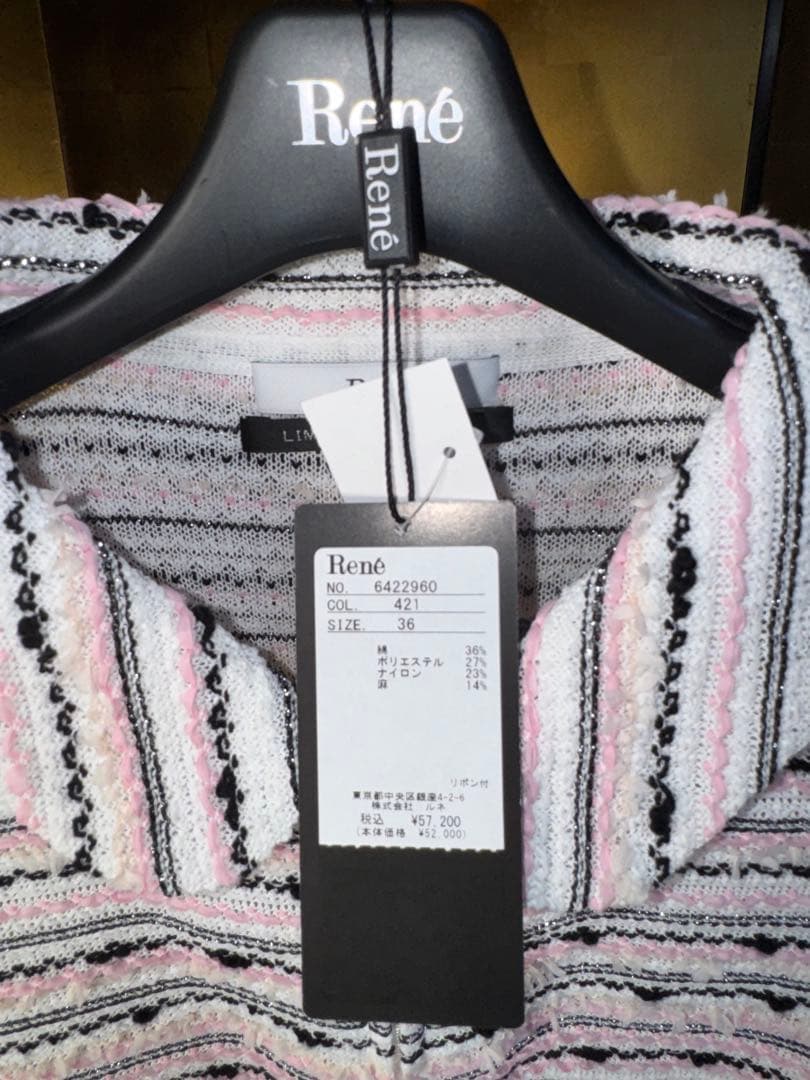 René
René
LIM
René
NO. 6422960
COL. 421
SIZE. 36
綿 36%
ポリエステル 27%
ナイロン 23%
麻 14%
リボン付
東京都中央区銀座4-2-6
株式会社 ルネ
税込 ¥57,200
(本体価格 ¥52,000)